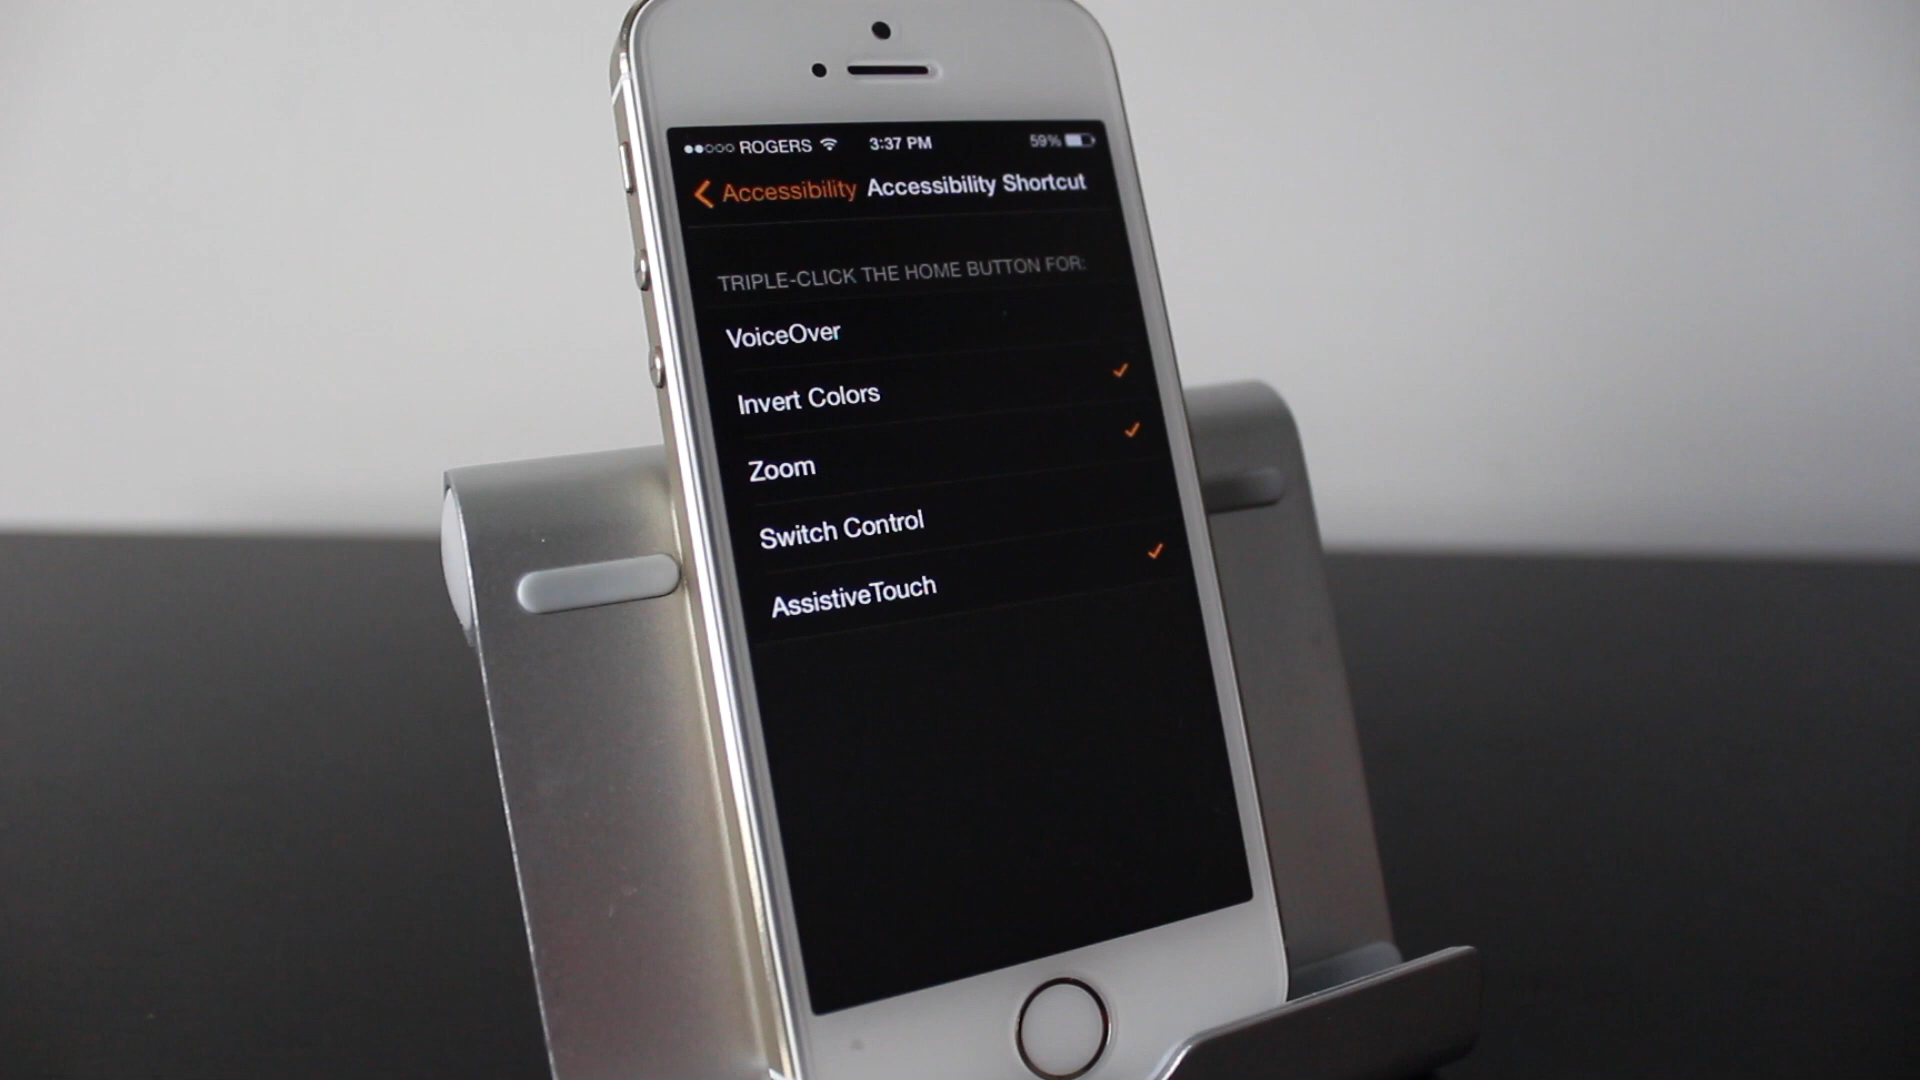 ROGERS 3:37 PM 59%
Accessibility Accessibility Shortcut
TRIPLE-CLICK THE HOME BUTTON FOR:
VoiceOver
Invert Colors
Zoom
Switch Control
AssistiveTouch